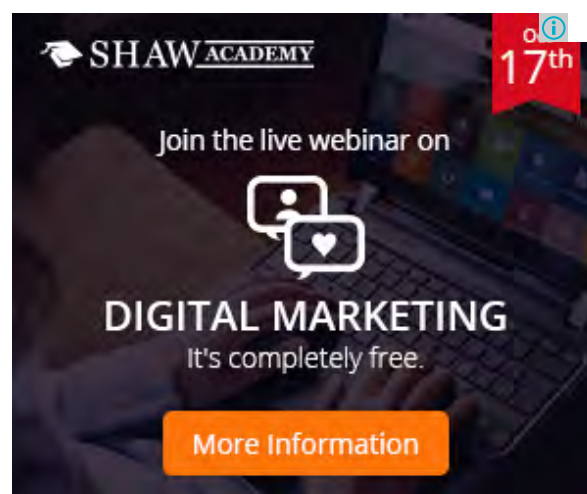 SHAW ACADEMY
17th
Join the live webinar on
DIGITAL MARKETING
It's completely free.
More Information